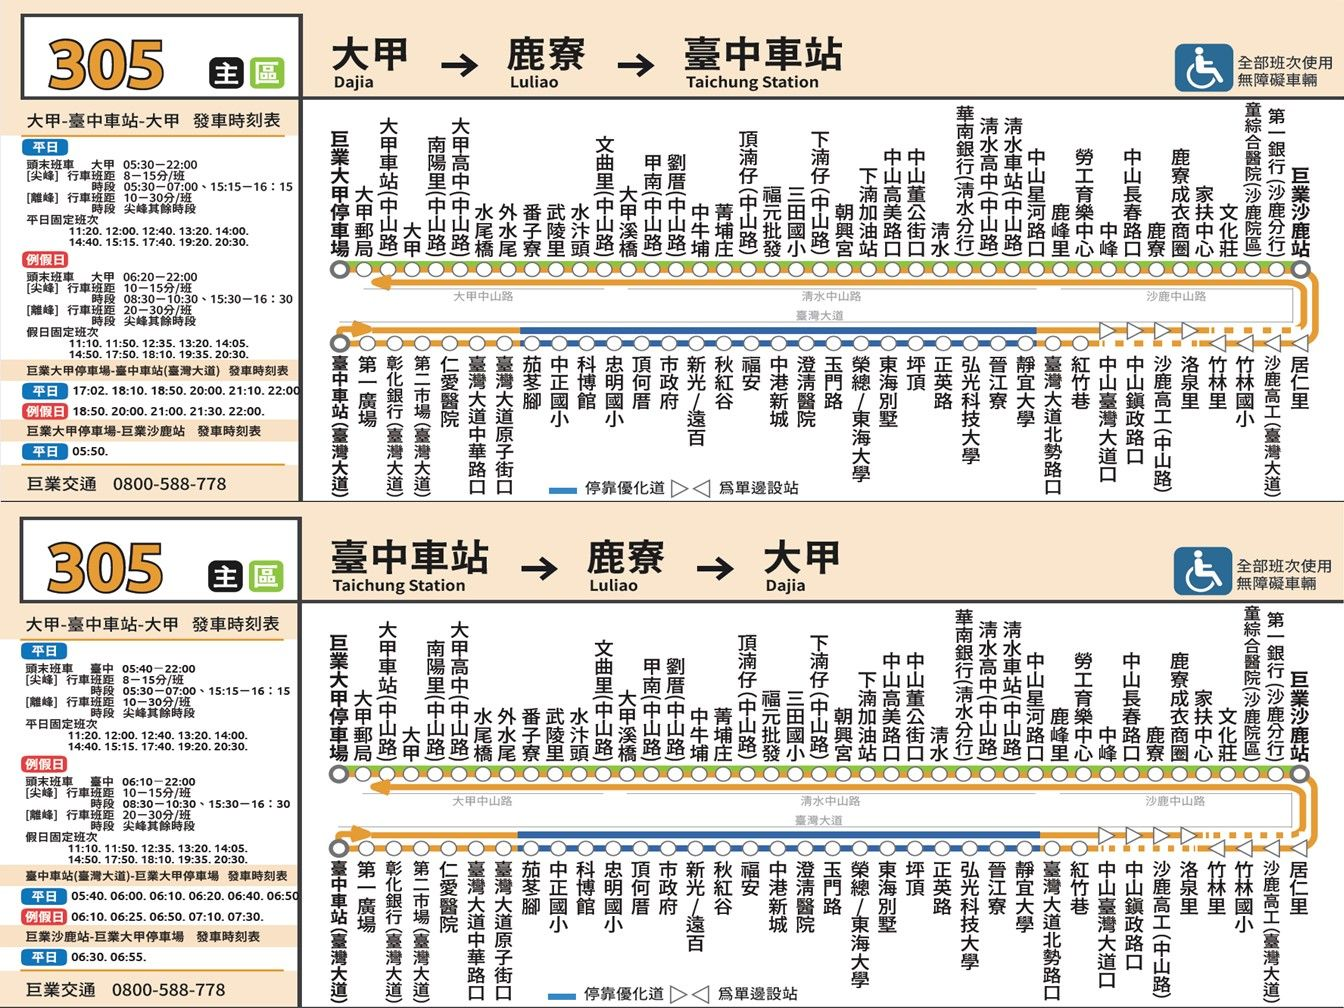 305 主 區
大甲-臺中車站-大甲 發車時刻表
平日
頭末班車 大甲 05:30－22:00
[尖峰] 行車班距 8－15分/班
時段 05:30－07:00、15:15－16：15
[離峰] 行車班距 10－30分/班
時段 尖峰其餘時段
平日固定班次
11:20. 12:00. 12:40. 13:20. 14:00.
14:40. 15:15. 17:40. 19:20. 20:30.
例假日
頭末班車 大甲 06:20－22:00
[尖峰] 行車班距 10－15分/班
時段 08:30－10:30、15:30－16：30
[離峰] 行車班距 20－30分/班
時段 尖峰其餘時段
假日固定班次
11:10. 11:50. 12:35. 13:20. 14:05.
14:50. 17:50. 18:10. 19:35. 20:30.
巨業大甲停車場-臺中車站(臺灣大道) 發車時刻表
平日 17:02. 18:10. 18:50. 20:00. 21:10. 22:00
例假日 18:50. 20:00. 21:00. 21:30. 22:00.
巨業大甲停車場-巨業沙鹿站 發車時刻表
平日 05:50.
巨業交通 0800-588-778
大甲 → 鹿寮 → 臺中車站
Dajia Luliao Taichung Station
全部班次使用
無障礙車輛
巨業大甲停車場
大甲郵局
大甲車站(中山路)
大甲
南陽里(中山路)
大甲高中(中山路)
水尾橋
外水尾
番子寮
武陵里
水汴頭
文曲里(中山路)
大甲溪橋
甲南(中山路)
劉厝(中山路)
中牛埔
菁埔庄
頂湳仔(中山路)
福元批發
三田國小
下湳仔(中山路)
朝興宮
下湳加油站
中山高美路口
中山董公街口
清水
華南銀行(清水分行)
清水高中(中山路)
清水車站(中山路)
中山星河路口
鹿峰里
勞工育樂中心
中峰
中山長春路口
鹿寮
鹿寮成衣商圈
家扶中心
文化莊
童綜合醫院(沙鹿院區)
第一銀行(沙鹿分行)
巨業沙鹿站
大甲中山路
清水中山路
沙鹿中山路
臺灣大道
臺中車站(臺灣大道)
第一廣場
彰化銀行(臺灣大道)
第二市場(臺灣大道)
仁愛醫院
臺灣大道中華路口
臺灣大道原子街口
茄苳腳
中正國小
科博館
忠明國小
頂何厝
市政府
新光/遠百
秋紅谷
福安
中港新城
澄清醫院
玉門路
榮總/東海大學
東海別墅
坪頂
正英路
弘光科技大學
晉江寮
靜宜大學
臺灣大道北勢路口
紅竹巷
中山臺灣大道口
中山鎮政路口
沙鹿高工(中山路)
洛泉里
竹林里
竹林國小
沙鹿高工(臺灣大道)
居仁里
停靠優化道 ▷◁ 為單邊設站
305 主 區
大甲-臺中車站-大甲 發車時刻表
平日
頭末班車 臺中 05:40－22:00
[尖峰] 行車班距 8－15分/班
時段 05:30－07:00、15:15－16：15
[離峰] 行車班距 10－30分/班
時段 尖峰其餘時段
平日固定班次
11:20. 12:00. 12:40. 13:20. 14:00.
14:40. 15:15. 17:40. 19:20. 20:30.
例假日
頭末班車 臺中 06:10－22:00
[尖峰] 行車班距 10－15分/班
時段 08:30－10:30、15:30－16：30
[離峰] 行車班距 20－30分/班
時段 尖峰其餘時段
假日固定班次
11:10. 11:50. 12:35. 13:20. 14:05.
14:50. 17:50. 18:10. 19:35. 20:30.
臺中車站(臺灣大道)-巨業大甲停車場 發車時刻表
平日 05:40. 06:00. 06:10. 06:20. 06:40. 06:50
例假日 06:10. 06:25. 06:50. 07:10. 07:30.
巨業沙鹿站-巨業大甲停車場 發車時刻表
平日 06:30. 06:55.
巨業交通 0800-588-778
臺中車站 → 鹿寮 → 大甲
Taichung Station Luliao Dajia
全部班次使用
無障礙車輛
巨業大甲停車場
大甲郵局
大甲車站(中山路)
大甲
南陽里(中山路)
大甲高中(中山路)
水尾橋
外水尾
番子寮
武陵里
水汴頭
文曲里(中山路)
大甲溪橋
甲南(中山路)
劉厝(中山路)
中牛埔
菁埔庄
頂湳仔(中山路)
福元批發
三田國小
下湳仔(中山路)
朝興宮
下湳加油站
中山高美路口
中山董公街口
清水
華南銀行(清水分行)
清水高中(中山路)
清水車站(中山路)
中山星河路口
鹿峰里
勞工育樂中心
中峰
中山長春路口
鹿寮
鹿寮成衣商圈
家扶中心
文化莊
童綜合醫院(沙鹿院區)
第一銀行(沙鹿分行)
巨業沙鹿站
大甲中山路
清水中山路
沙鹿中山路
臺灣大道
臺中車站(臺灣大道)
第一廣場
彰化銀行(臺灣大道)
第二市場(臺灣大道)
仁愛醫院
臺灣大道中華路口
臺灣大道原子街口
茄苳腳
中正國小
科博館
忠明國小
頂何厝
市政府
新光/遠百
秋紅谷
福安
中港新城
澄清醫院
玉門路
榮總/東海大學
東海別墅
坪頂
正英路
弘光科技大學
晉江寮
靜宜大學
臺灣大道北勢路口
紅竹巷
中山臺灣大道口
中山鎮政路口
沙鹿高工(中山路)
洛泉里
竹林里
竹林國小
沙鹿高工(臺灣大道)
居仁里
停靠優化道 ▷◁ 為單邊設站